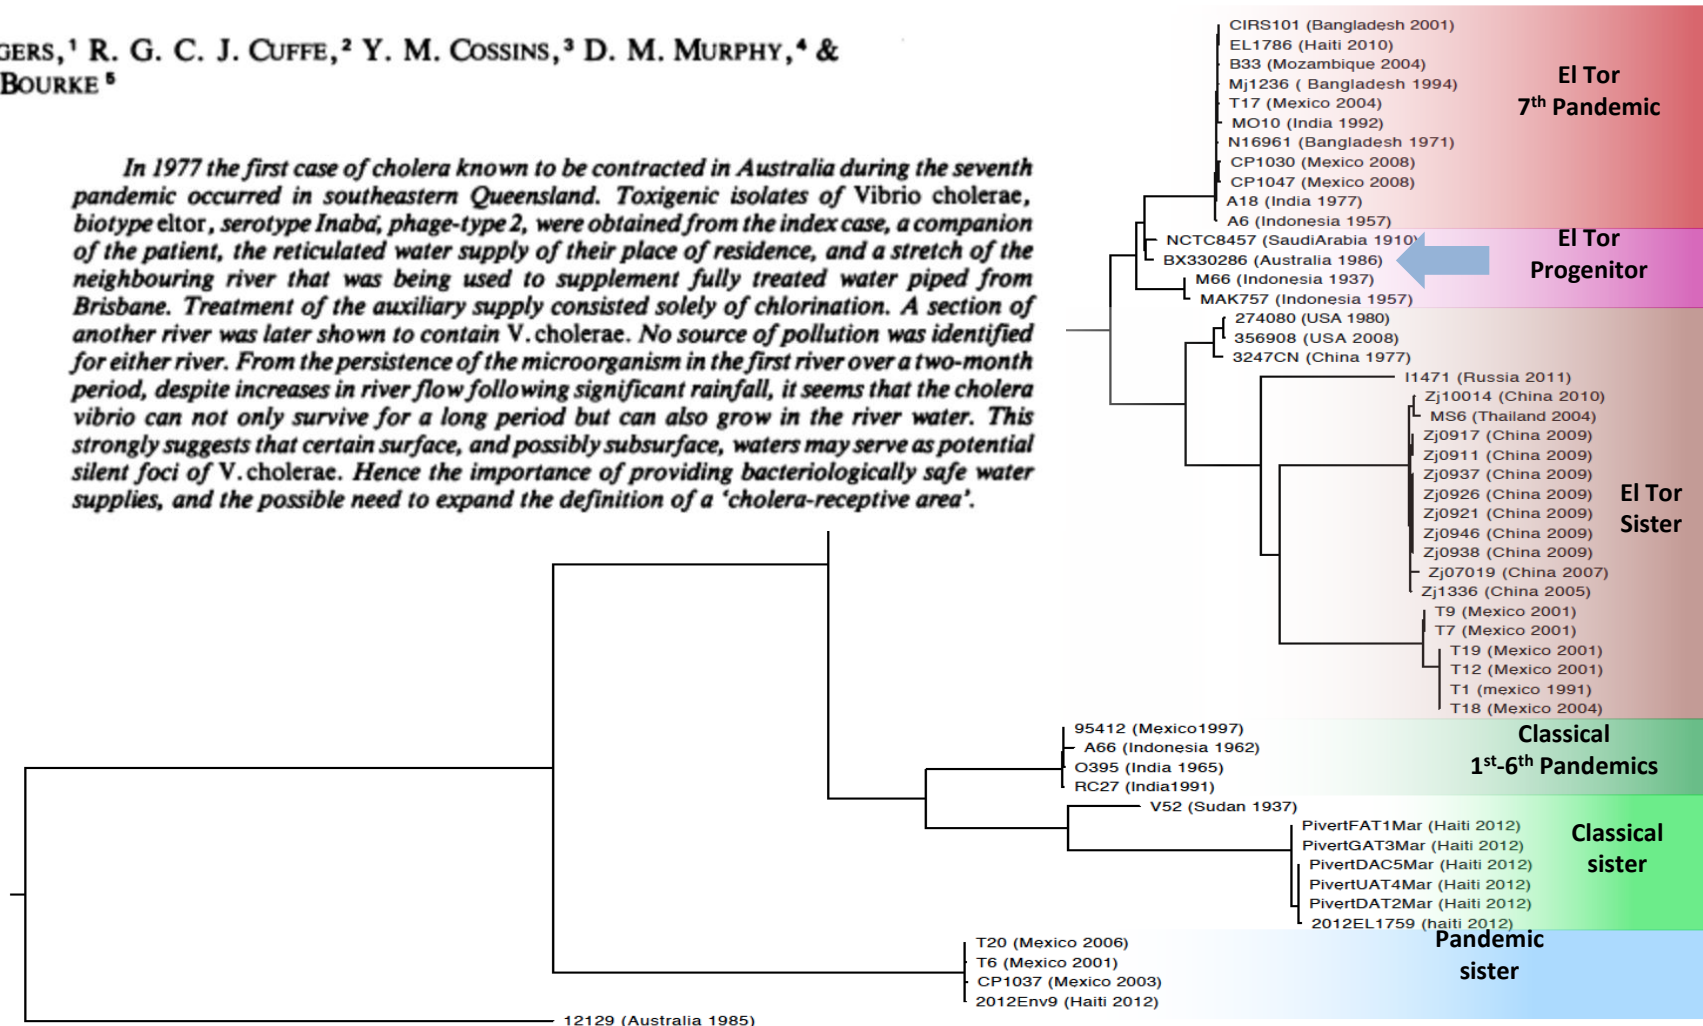 GERS,¹ R. G. C. J. CUFFE,² Y. M. COSSINS,³ D. M. MURPHY,⁴ &
BOURKE ⁵
In 1977 the first case of cholera known to be contracted in Australia during the seventh
pandemic occurred in southeastern Queensland. Toxigenic isolates of Vibrio cholerae,
biotype eltor, serotype Inaba, phage-type 2, were obtained from the index case, a companion
of the patient, the reticulated water supply of their place of residence, and a stretch of the
neighbouring river that was being used to supplement fully treated water piped from
Brisbane. Treatment of the auxiliary supply consisted solely of chlorination. A section of
another river was later shown to contain V. cholerae. No source of pollution was identified
for either river. From the persistence of the microorganism in the first river over a two-month
period, despite increases in river flow following significant rainfall, it seems that the cholera
vibrio can not only survive for a long period but can also grow in the river water. This
strongly suggests that certain surface, and possibly subsurface, waters may serve as potential
silent foci of V. cholerae. Hence the importance of providing bacteriologically safe water
supplies, and the possible need to expand the definition of a ‘cholera-receptive area’.
CIRS101 (Bangladesh 2001)
EL1786 (Haiti 2010)
B33 (Mozambique 2004)
Mj1236 ( Bangladesh 1994)
T17 (Mexico 2004)
MO10 (India 1992)
N16961 (Bangladesh 1971)
CP1030 (Mexico 2008)
CP1047 (Mexico 2008)
A18 (India 1977)
A6 (Indonesia 1957)
El Tor
7th Pandemic
NCTC8457 (SaudiArabia 1910)
BX330286 (Australia 1986)
M66 (Indonesia 1937)
MAK757 (Indonesia 1957)
El Tor
Progenitor
274080 (USA 1980)
356908 (USA 2008)
3247CN (China 1977)
I1471 (Russia 2011)
Zj10014 (China 2010)
MS6 (Thailand 2004)
Zj0917 (China 2009)
Zj0911 (China 2009)
Zj0937 (China 2009)
Zj0926 (China 2009)
Zj0921 (China 2009)
Zj0946 (China 2009)
Zj0938 (China 2009)
Zj07019 (China 2007)
Zj1336 (China 2005)
T9 (Mexico 2001)
T7 (Mexico 2001)
T19 (Mexico 2001)
T12 (Mexico 2001)
T1 (mexico 1991)
T18 (Mexico 2004)
El Tor
Sister
95412 (Mexico1997)
A66 (Indonesia 1962)
O395 (India 1965)
RC27 (India1991)
Classical
1st-6th Pandemics
V52 (Sudan 1937)
PivertFAT1Mar (Haiti 2012)
PivertGAT3Mar (Haiti 2012)
PivertDAC5Mar (Haiti 2012)
PivertUAT4Mar (Haiti 2012)
PivertDAT2Mar (Haiti 2012)
2012EL1759 (haiti 2012)
Classical
sister
T20 (Mexico 2006)
T6 (Mexico 2001)
CP1037 (Mexico 2003)
2012Env9 (Haiti 2012)
Pandemic
sister
12129 (Australia 1985)